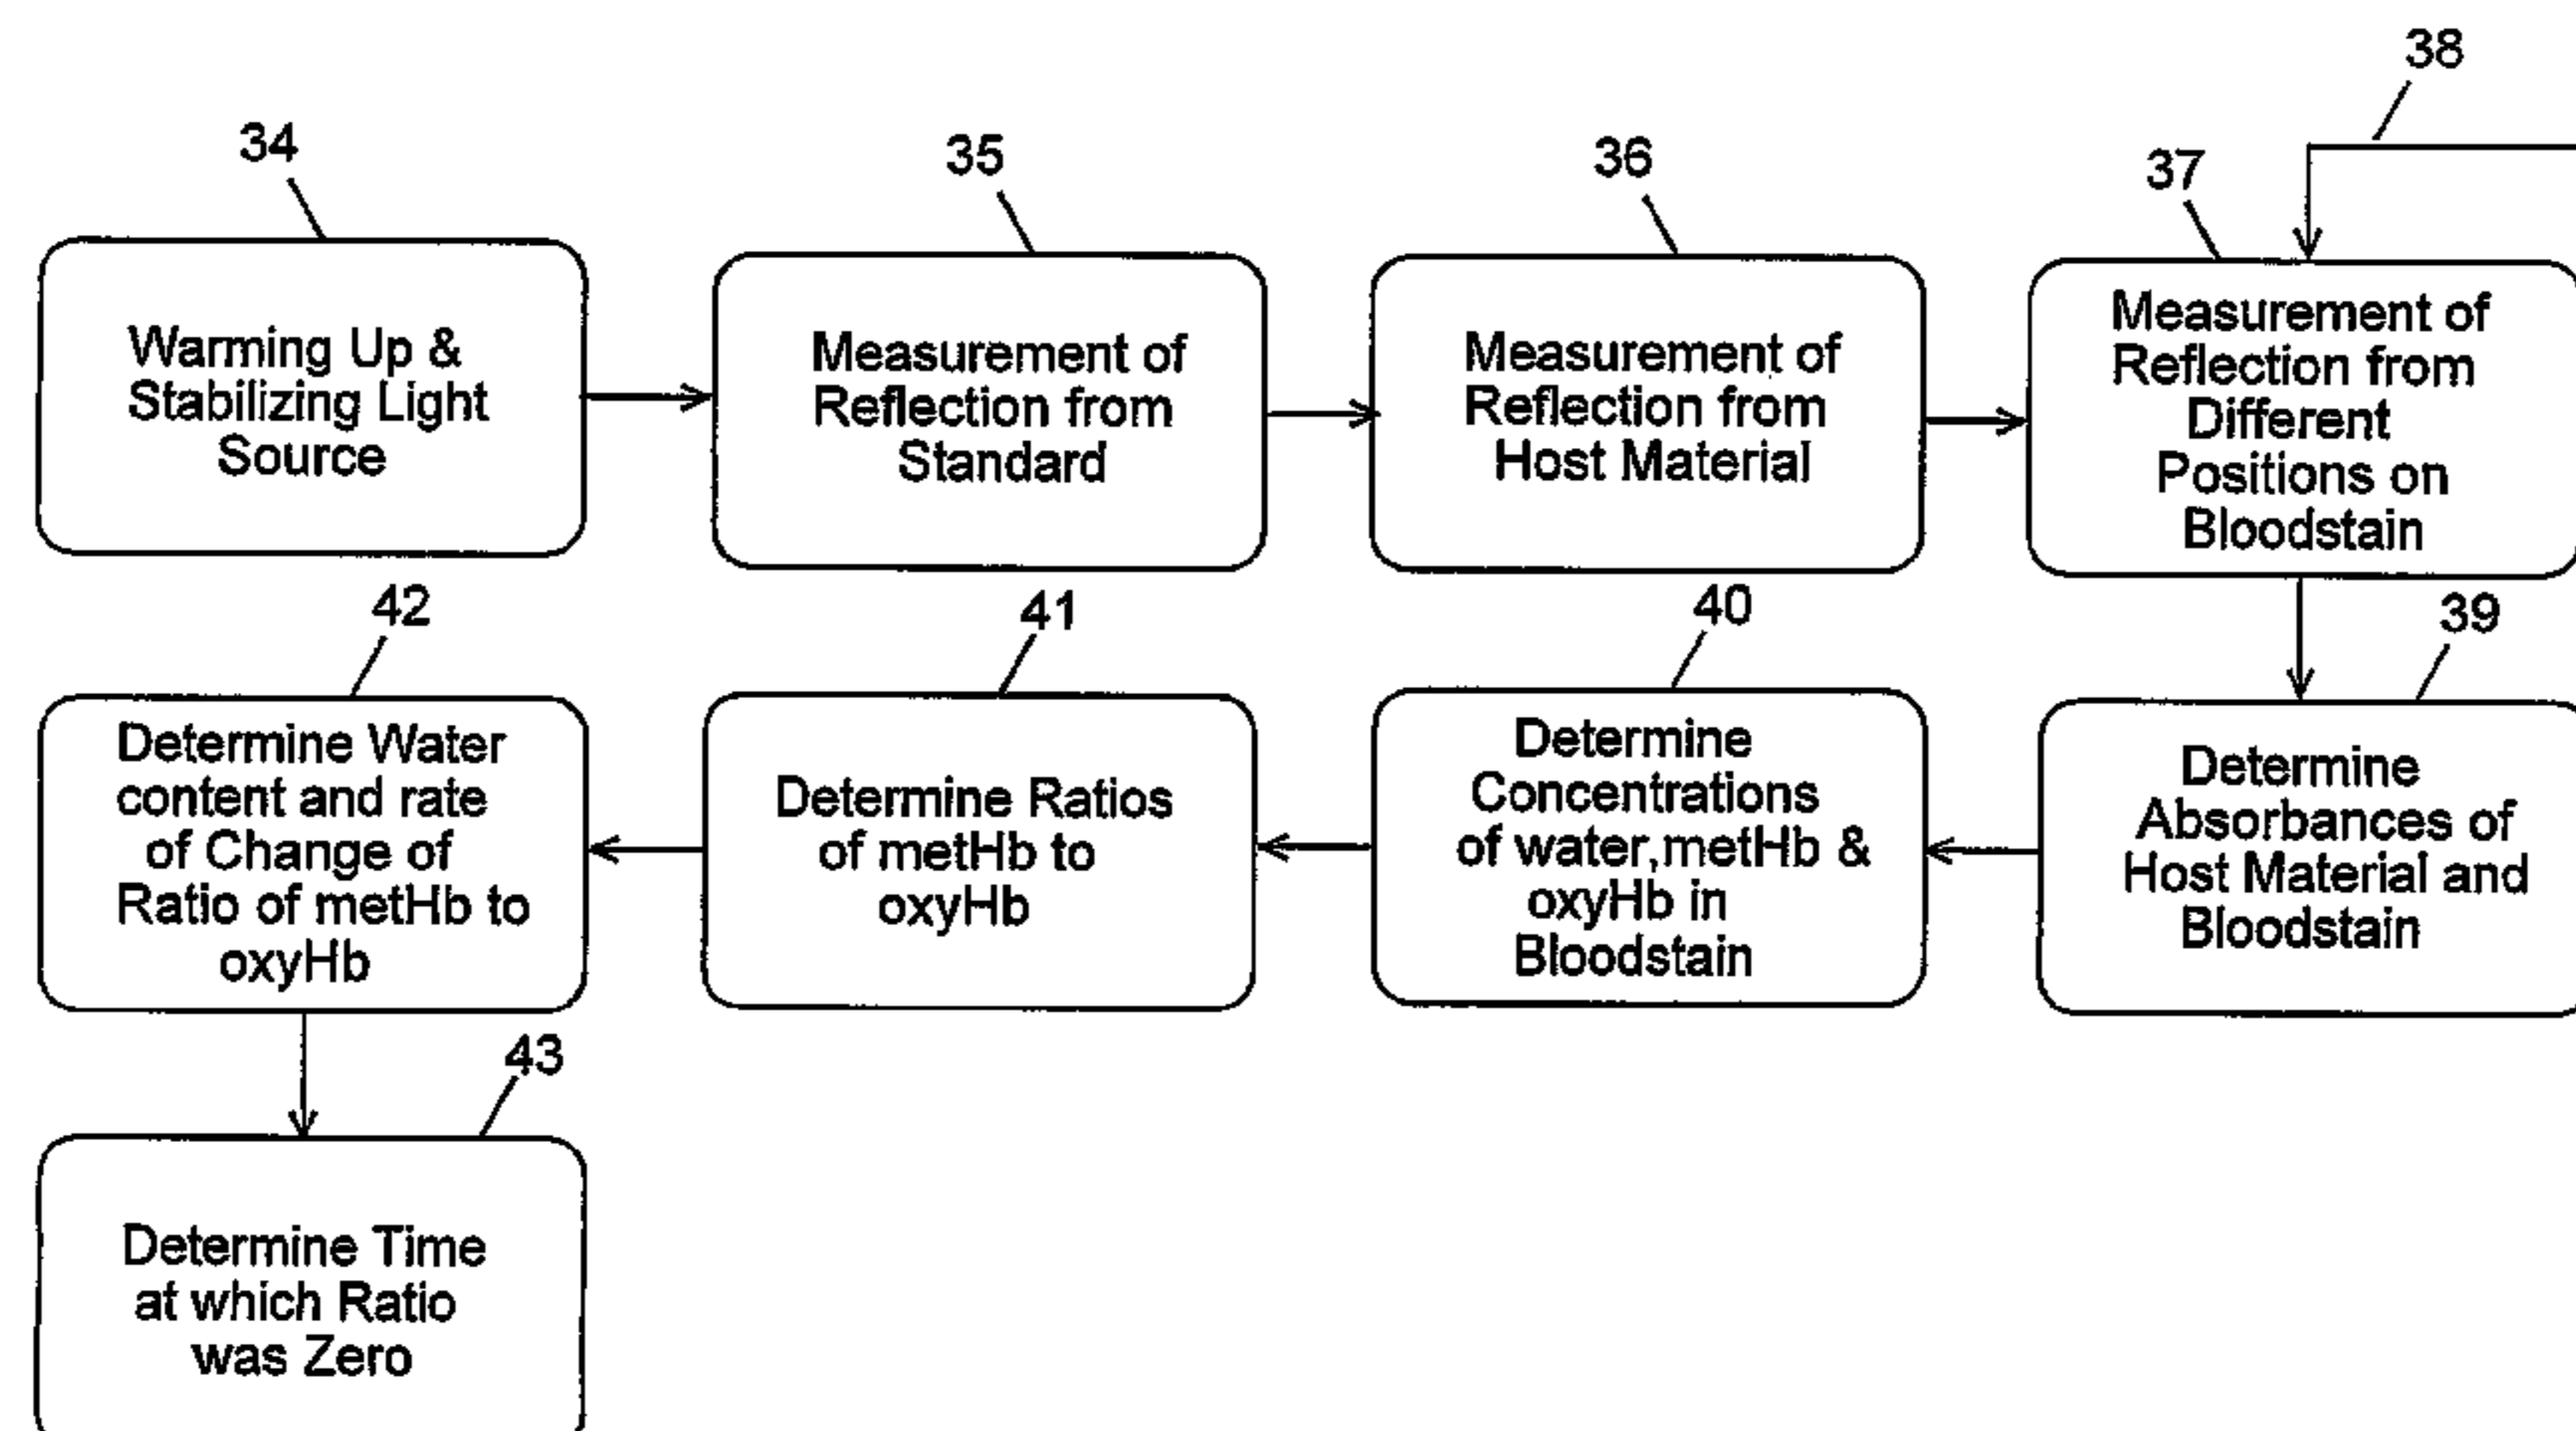 34
Warming Up &
Stabilizing Light
Source
35
Measurement of
Reflection from
Standard
36
Measurement of
Reflection from
Host Material
38
37
Measurement of
Reflection from
Different
Positions on
Bloodstain
39
Determine
Absorbances of
Host Material and
Bloodstain
40
Determine
Concentrations
of water,metHb &
oxyHb in
Bloodstain
41
Determine Ratios
of metHb to
oxyHb
42
Determine Water
content and rate
of Change of
Ratio of metHb to
oxyHb
43
Determine Time
at which Ratio
was Zero